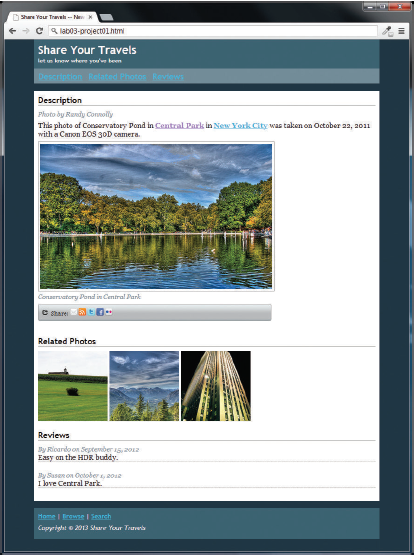 Share Your Travels -- New
lab03-project01.html
Share Your Travels
let us know where you've been
Description Related Photos Reviews
Description
Photo by Randy Connolly
This photo of Conservatory Pond in Central Park in New York City was taken on October 22, 2011
with a Canon EOS 30D camera.
Conservatory Pond in Central Park
Share:
Related Photos
Reviews
By Ricardo on September 15, 2012
Easy on the HDR buddy.
By Susan on October 1, 2012
I love Central Park.
Home | Browse | Search
Copyright © 2013 Share Your Travels